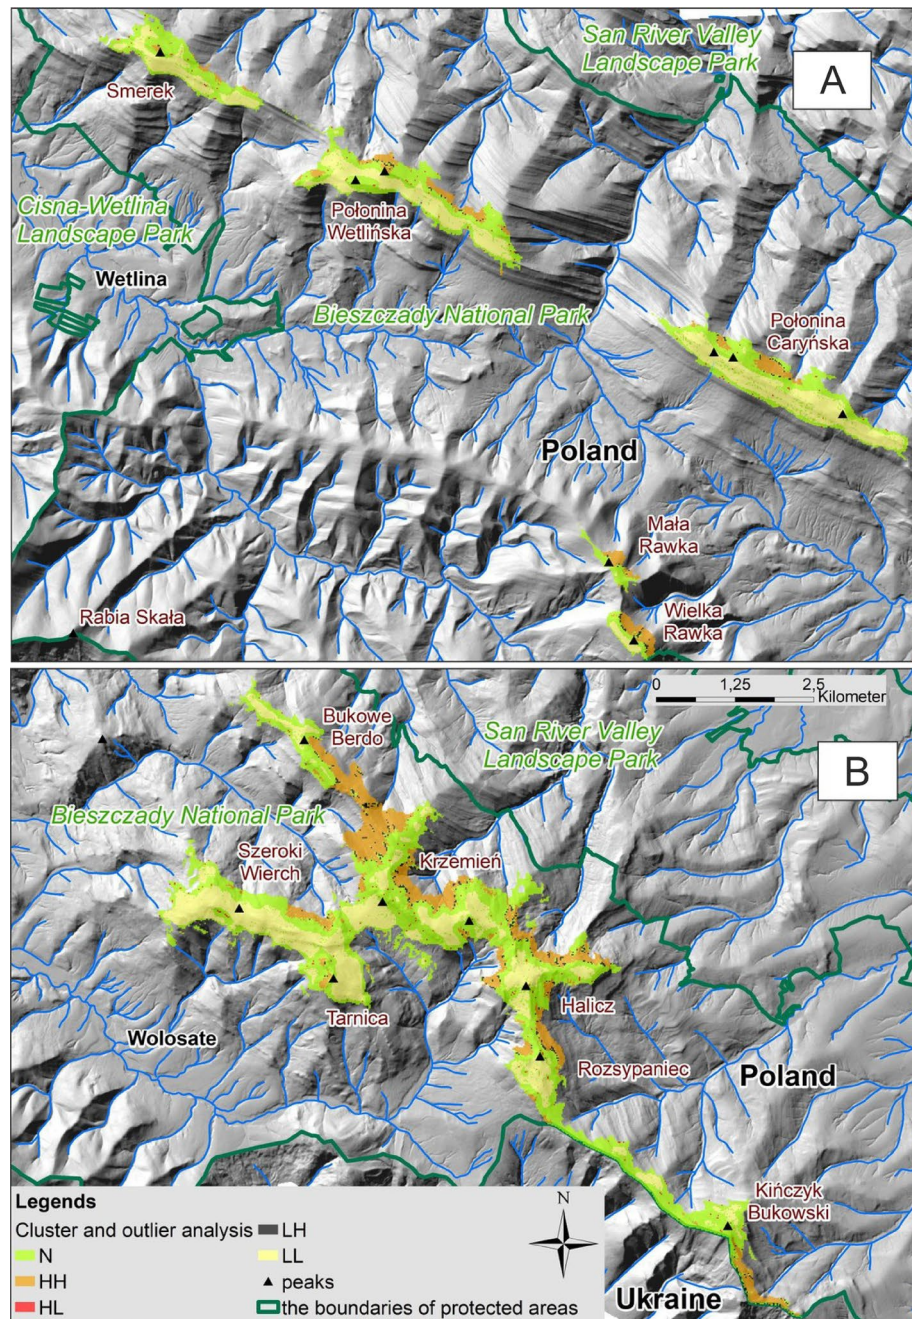 San River Valley
Landscape Park
A
Smerek
Cisna-Wetlina
Landscape Park
Połonina
Wetlińska
Wetlina
Bieszczady National Park
Połonina
Caryńska
Poland
Mała
Rawka
Rabia Skała
Wielka
Rawka
0 1,25 2,5
Kilometer
Bukowe
Berdo
San River Valley
Landscape Park
B
Bieszczady National Park
Szeroki
Wierch
Krzemień
Tarnica
Halicz
Wolosate
Rozsypaniec
Poland
Kińczyk
Bukowski
Ukraine
Legends
Cluster and outlier analysis
N
HH
HL
LH
LL
peaks
the boundaries of protected areas
N